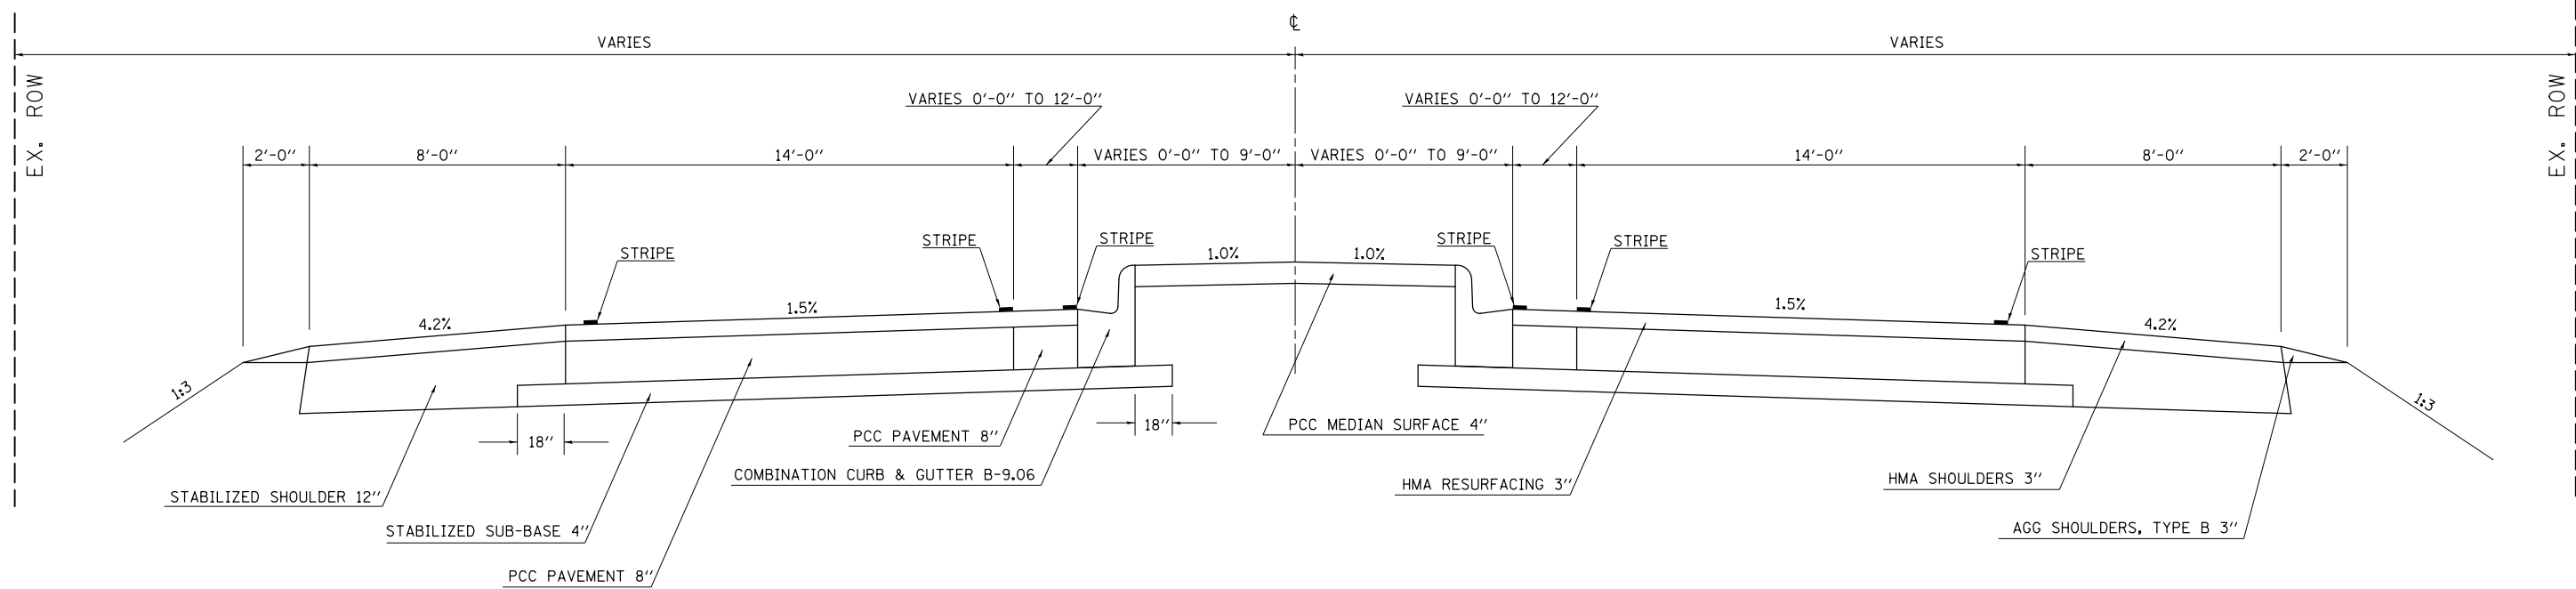 ℄
VARIES VARIES
EX. ROW EX. ROW
VARIES 0'-0" TO 12'-0" VARIES 0'-0" TO 12'-0"
2'-0" 8'-0" 14'-0" VARIES 0'-0" TO 9'-0" VARIES 0'-0" TO 9'-0" 14'-0" 8'-0" 2'-0"
STRIPE STRIPE STRIPE STRIPE STRIPE STRIPE
1.0% 1.0%
4.2% 1.5% 1.5% 4.2%
1:3 1:3
18" 18"
PCC MEDIAN SURFACE 4"
PCC PAVEMENT 8"
COMBINATION CURB & GUTTER B-9.06
HMA RESURFACING 3"
HMA SHOULDERS 3"
STABILIZED SHOULDER 12"
STABILIZED SUB-BASE 4"
AGG SHOULDERS, TYPE B 3"
PCC PAVEMENT 8"